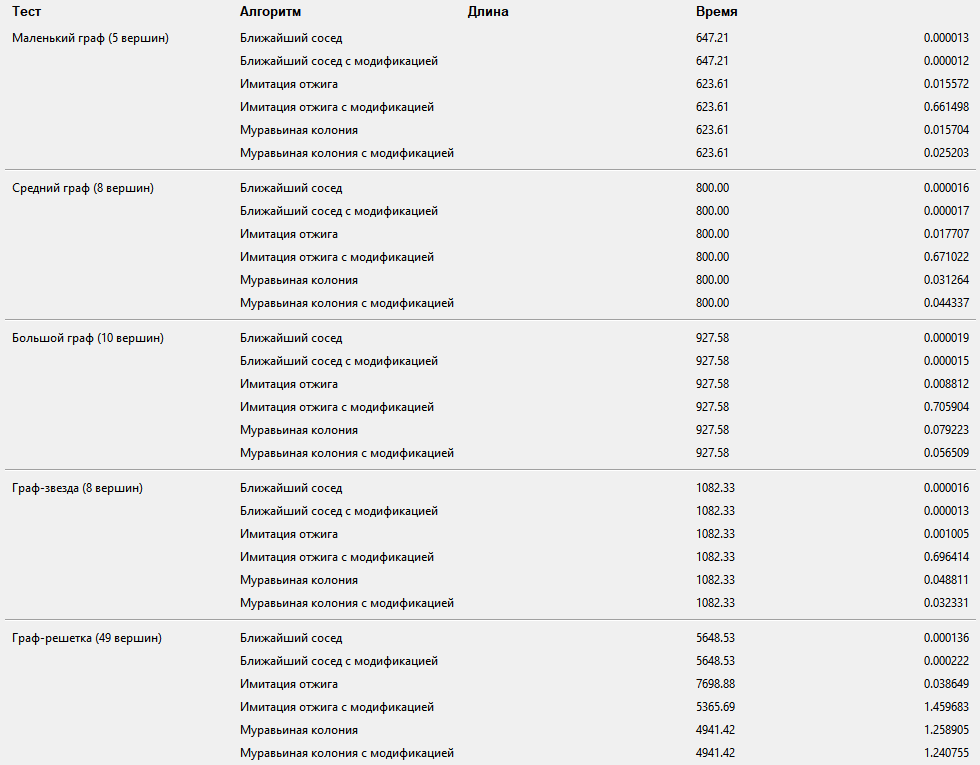 Тест Алгоритм Длина Время
Маленький граф (5 вершин) Ближайший сосед 647.21 0.000013
Ближайший сосед с модификацией 647.21 0.000012
Имитация отжига 623.61 0.015572
Имитация отжига с модификацией 623.61 0.661498
Муравьиная колония 623.61 0.015704
Муравьиная колония с модификацией 623.61 0.025203
Средний граф (8 вершин) Ближайший сосед 800.00 0.000016
Ближайший сосед с модификацией 800.00 0.000017
Имитация отжига 800.00 0.017707
Имитация отжига с модификацией 800.00 0.671022
Муравьиная колония 800.00 0.031264
Муравьиная колония с модификацией 800.00 0.044337
Большой граф (10 вершин) Ближайший сосед 927.58 0.000019
Ближайший сосед с модификацией 927.58 0.000015
Имитация отжига 927.58 0.008812
Имитация отжига с модификацией 927.58 0.705904
Муравьиная колония 927.58 0.079223
Муравьиная колония с модификацией 927.58 0.056509
Граф-звезда (8 вершин) Ближайший сосед 1082.33 0.000016
Ближайший сосед с модификацией 1082.33 0.000013
Имитация отжига 1082.33 0.001005
Имитация отжига с модификацией 1082.33 0.696414
Муравьиная колония 1082.33 0.048811
Муравьиная колония с модификацией 1082.33 0.032331
Граф-решетка (49 вершин) Ближайший сосед 5648.53 0.000136
Ближайший сосед с модификацией 5648.53 0.000222
Имитация отжига 7698.88 0.038649
Имитация отжига с модификацией 5365.69 1.459683
Муравьиная колония 4941.42 1.258905
Муравьиная колония с модификацией 4941.42 1.240755